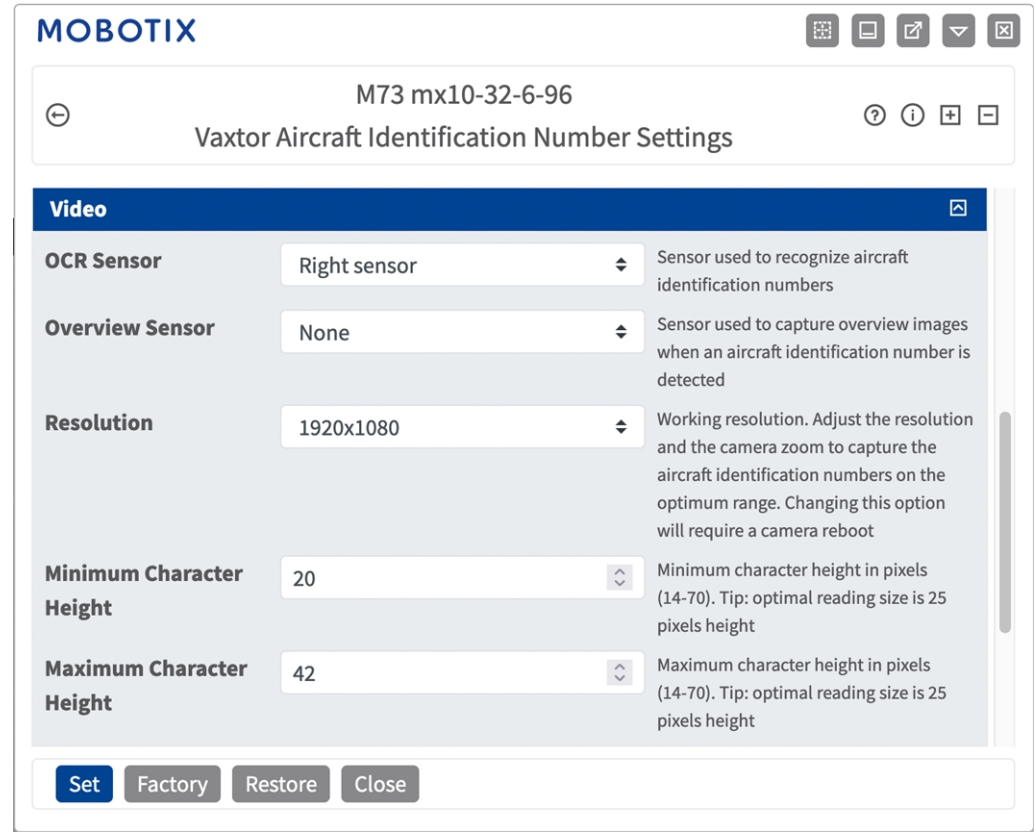 MOBOTIX
M73 mx10-32-6-96
Vaxtor Aircraft Identification Number Settings
Video
OCR Sensor
Right sensor
Sensor used to recognize aircraft
identification numbers
Overview Sensor
None
Sensor used to capture overview images
when an aircraft identification number is
detected
Resolution
1920x1080
Working resolution. Adjust the resolution
and the camera zoom to capture the
aircraft identification numbers on the
optimum range. Changing this option
will require a camera reboot
Minimum Character
Height
20
Minimum character height in pixels
(14-70). Tip: optimal reading size is 25
pixels height
Maximum Character
Height
42
Maximum character height in pixels
(14-70). Tip: optimal reading size is 25
pixels height
Set Factory Restore Close